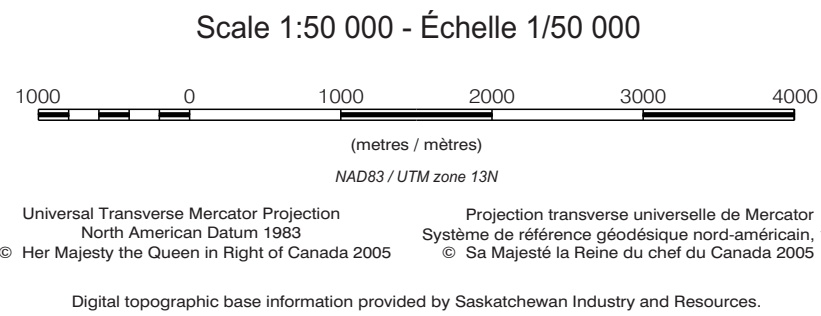 Scale 1:50 000 - Échelle 1/50 000
1000 0 1000 2000 3000 4000
(metres / mètres)
NAD83 / UTM zone 13N
Universal Transverse Mercator Projection
North American Datum 1983
© Her Majesty the Queen in Right of Canada 2005
Projection transverse universelle de Mercator
Système de référence géodésique nord-américain,
© Sa Majesté la Reine du chef du Canada 2005
Digital topographic base information provided by Saskatchewan Industry and Resources.